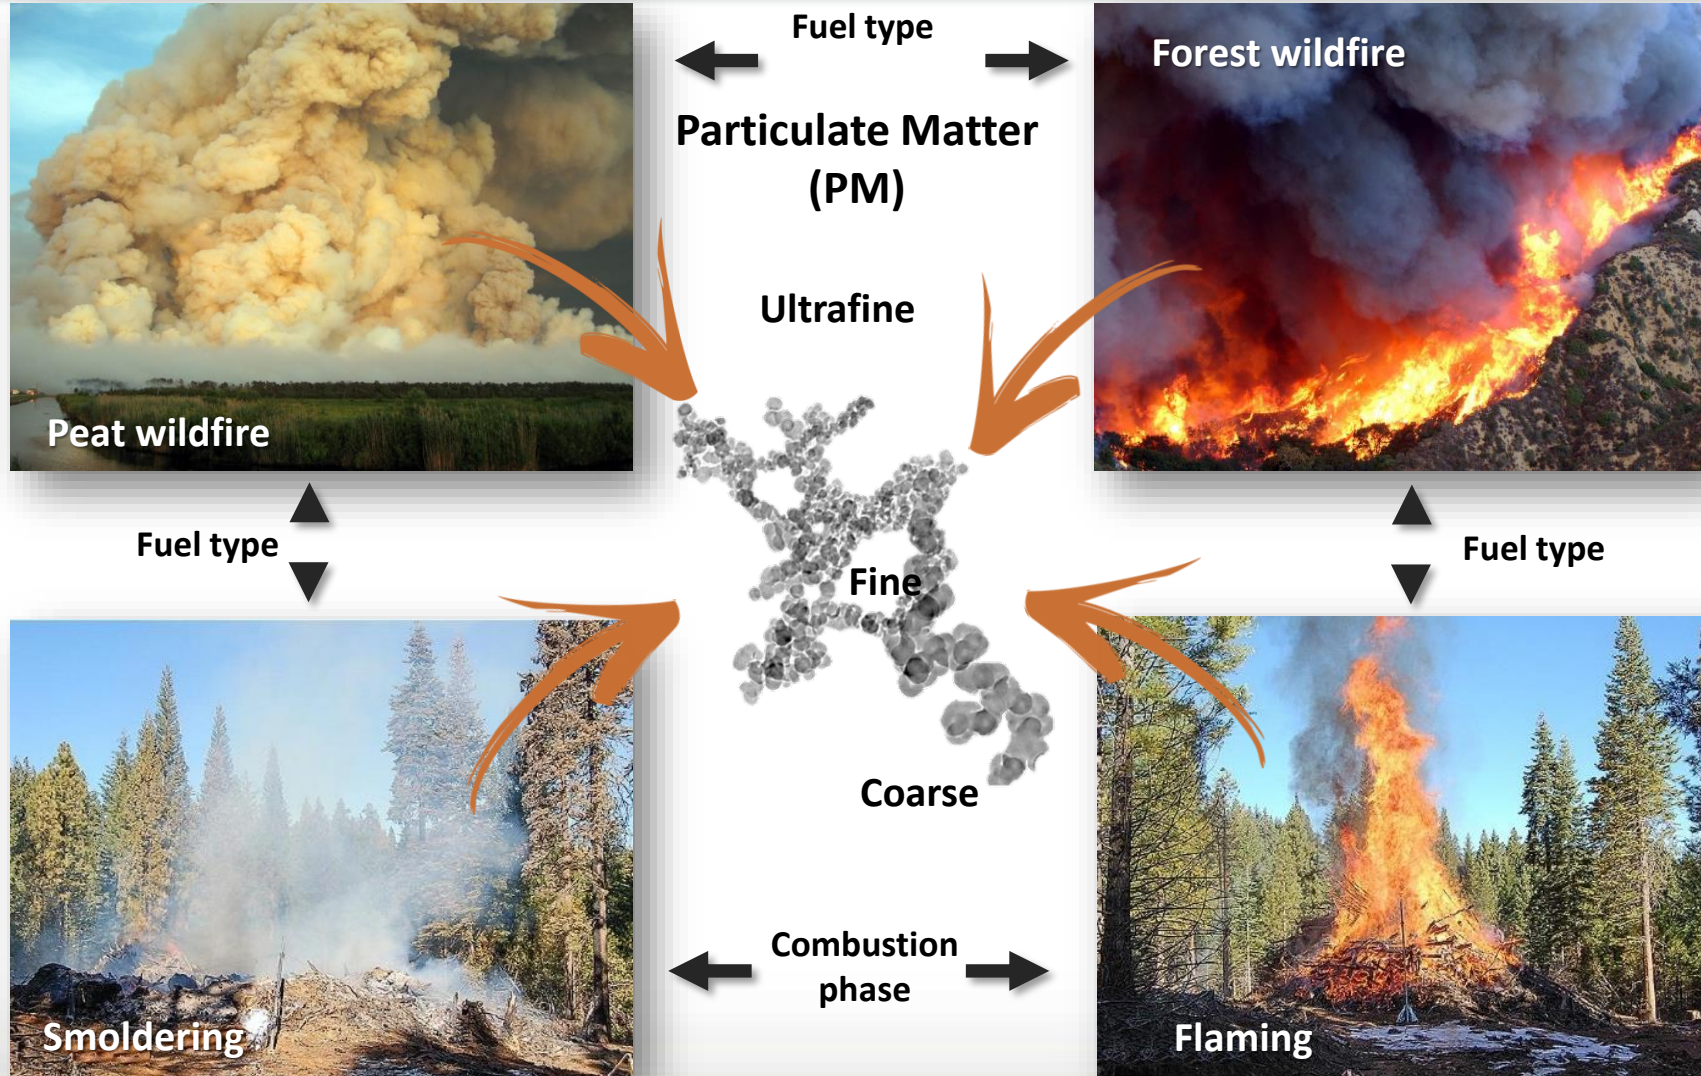 Fuel type
Forest wildfire
Particulate Matter
(PM)
Ultrafine
Peat wildfire
Fuel type
Fuel type
Fine
Coarse
Combustion
phase
Smoldering
Flaming